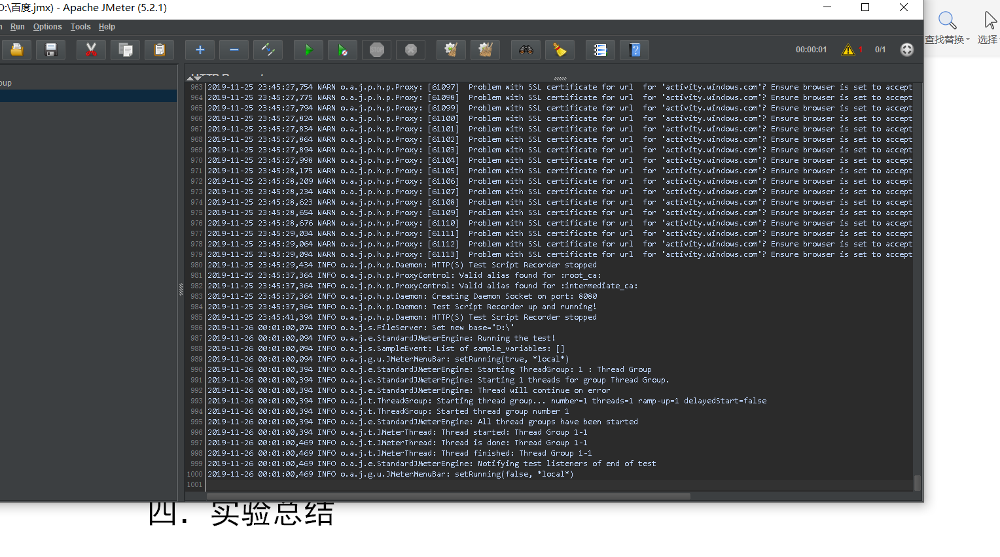 D:\百度.jmx) - Apache JMeter (5.2.1)
查找替换
选择
Run Options Tools Help
00:00:01
1
0/1
oup
963 2019-11-25 23:45:27,754 WARN o.a.j.p.h.p.Proxy: [61097]  Problem with SSL certificate for url  for 'activity.windows.com'? Ensure browser is set to accept
964 2019-11-25 23:45:27,775 WARN o.a.j.p.h.p.Proxy: [61098]  Problem with SSL certificate for url  for 'activity.windows.com'? Ensure browser is set to accept
965 2019-11-25 23:45:27,794 WARN o.a.j.p.h.p.Proxy: [61099]  Problem with SSL certificate for url  for 'activity.windows.com'? Ensure browser is set to accept
966 2019-11-25 23:45:27,824 WARN o.a.j.p.h.p.Proxy: [61100]  Problem with SSL certificate for url  for 'activity.windows.com'? Ensure browser is set to accept
967 2019-11-25 23:45:27,834 WARN o.a.j.p.h.p.Proxy: [61101]  Problem with SSL certificate for url  for 'activity.windows.com'? Ensure browser is set to accept
968 2019-11-25 23:45:27,864 WARN o.a.j.p.h.p.Proxy: [61102]  Problem with SSL certificate for url  for 'activity.windows.com'? Ensure browser is set to accept
969 2019-11-25 23:45:27,894 WARN o.a.j.p.h.p.Proxy: [61103]  Problem with SSL certificate for url  for 'activity.windows.com'? Ensure browser is set to accept
970 2019-11-25 23:45:27,998 WARN o.a.j.p.h.p.Proxy: [61104]  Problem with SSL certificate for url  for 'activity.windows.com'? Ensure browser is set to accept
971 2019-11-25 23:45:28,175 WARN o.a.j.p.h.p.Proxy: [61105]  Problem with SSL certificate for url  for 'activity.windows.com'? Ensure browser is set to accept
972 2019-11-25 23:45:28,209 WARN o.a.j.p.h.p.Proxy: [61106]  Problem with SSL certificate for url  for 'activity.windows.com'? Ensure browser is set to accept
973 2019-11-25 23:45:28,234 WARN o.a.j.p.h.p.Proxy: [61107]  Problem with SSL certificate for url  for 'activity.windows.com'? Ensure browser is set to accept
974 2019-11-25 23:45:28,623 WARN o.a.j.p.h.p.Proxy: [61108]  Problem with SSL certificate for url  for 'activity.windows.com'? Ensure browser is set to accept
975 2019-11-25 23:45:28,654 WARN o.a.j.p.h.p.Proxy: [61109]  Problem with SSL certificate for url  for 'activity.windows.com'? Ensure browser is set to accept
976 2019-11-25 23:45:28,676 WARN o.a.j.p.h.p.Proxy: [61110]  Problem with SSL certificate for url  for 'activity.windows.com'? Ensure browser is set to accept
977 2019-11-25 23:45:29,034 WARN o.a.j.p.h.p.Proxy: [61111]  Problem with SSL certificate for url  for 'activity.windows.com'? Ensure browser is set to accept
978 2019-11-25 23:45:29,064 WARN o.a.j.p.h.p.Proxy: [61112]  Problem with SSL certificate for url  for 'activity.windows.com'? Ensure browser is set to accept
979 2019-11-25 23:45:29,094 WARN o.a.j.p.h.p.Proxy: [61113]  Problem with SSL certificate for url  for 'activity.windows.com'? Ensure browser is set to accept
980 2019-11-25 23:45:29,434 INFO o.a.j.p.h.p.Daemon: HTTP(S) Test Script Recorder stopped
981 2019-11-25 23:45:37,364 INFO o.a.j.p.h.p.ProxyControl: Valid alias found for :root_ca:
982 2019-11-25 23:45:37,364 INFO o.a.j.p.h.p.ProxyControl: Valid alias found for :intermediate_ca:
983 2019-11-25 23:45:37,364 INFO o.a.j.p.h.p.Daemon: Creating Daemon Socket on port: 8080
984 2019-11-25 23:45:37,364 INFO o.a.j.p.h.p.Daemon: Test Script Recorder up and running!
985 2019-11-25 23:45:41,394 INFO o.a.j.p.h.p.Daemon: HTTP(S) Test Script Recorder stopped
986 2019-11-26 00:01:00,074 INFO o.a.j.s.FileServer: Set new base='D:\'
987 2019-11-26 00:01:00,094 INFO o.a.j.e.StandardJMeterEngine: Running the test!
988 2019-11-26 00:01:00,094 INFO o.a.j.s.SampleEvent: List of sample_variables: []
989 2019-11-26 00:01:00,094 INFO o.a.j.g.u.JMeterMenuBar: setRunning(true, *local*)
990 2019-11-26 00:01:00,394 INFO o.a.j.e.StandardJMeterEngine: Starting ThreadGroup: 1 : Thread Group
991 2019-11-26 00:01:00,394 INFO o.a.j.e.StandardJMeterEngine: Starting 1 threads for group Thread Group.
992 2019-11-26 00:01:00,394 INFO o.a.j.e.StandardJMeterEngine: Thread will continue on error
993 2019-11-26 00:01:00,394 INFO o.a.j.t.ThreadGroup: Starting thread group... number=1 threads=1 ramp-up=1 delayedStart=false
994 2019-11-26 00:01:00,394 INFO o.a.j.t.ThreadGroup: Started thread group number 1
995 2019-11-26 00:01:00,394 INFO o.a.j.e.StandardJMeterEngine: All thread groups have been started
996 2019-11-26 00:01:00,394 INFO o.a.j.t.JMeterThread: Thread started: Thread Group 1-1
997 2019-11-26 00:01:00,469 INFO o.a.j.t.JMeterThread: Thread is done: Thread Group 1-1
998 2019-11-26 00:01:00,469 INFO o.a.j.t.JMeterThread: Thread finished: Thread Group 1-1
999 2019-11-26 00:01:00,469 INFO o.a.j.e.StandardJMeterEngine: Notifying test listeners of end of test
1000 2019-11-26 00:01:00,469 INFO o.a.j.g.u.JMeterMenuBar: setRunning(false, *local*)
1001
四．实验总结